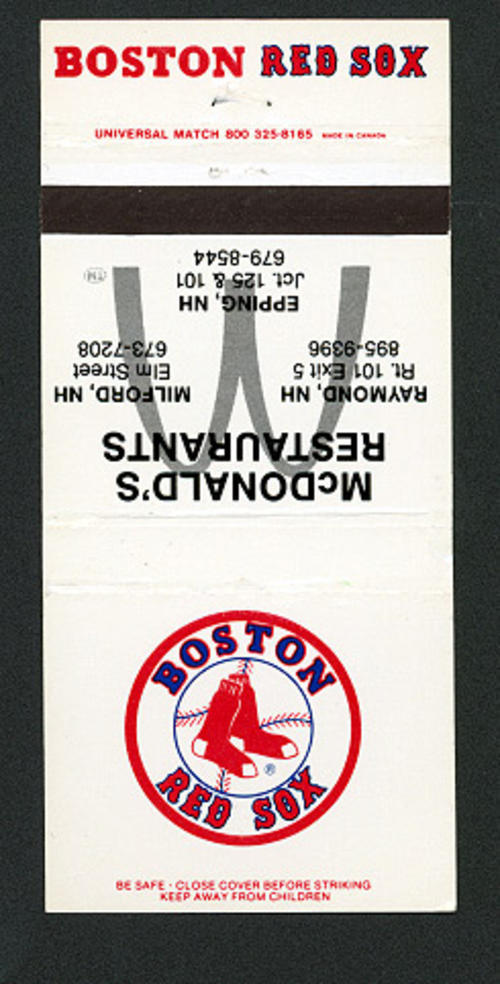 BOSTON RED SOX
UNIVERSAL MATCH 800 325-8165 MADE IN CANADA
McDONALD'S
RESTAURANTS
RAYMOND, NH
Rt. 101 Exit 5
895-9396
MILFORD, NH
Elm Street
673-7208
EPPING, NH
Jct. 125 & 101
679-8544
TM
BOSTON
RED SOX
®
BE SAFE · CLOSE COVER BEFORE STRIKING
KEEP AWAY FROM CHILDREN